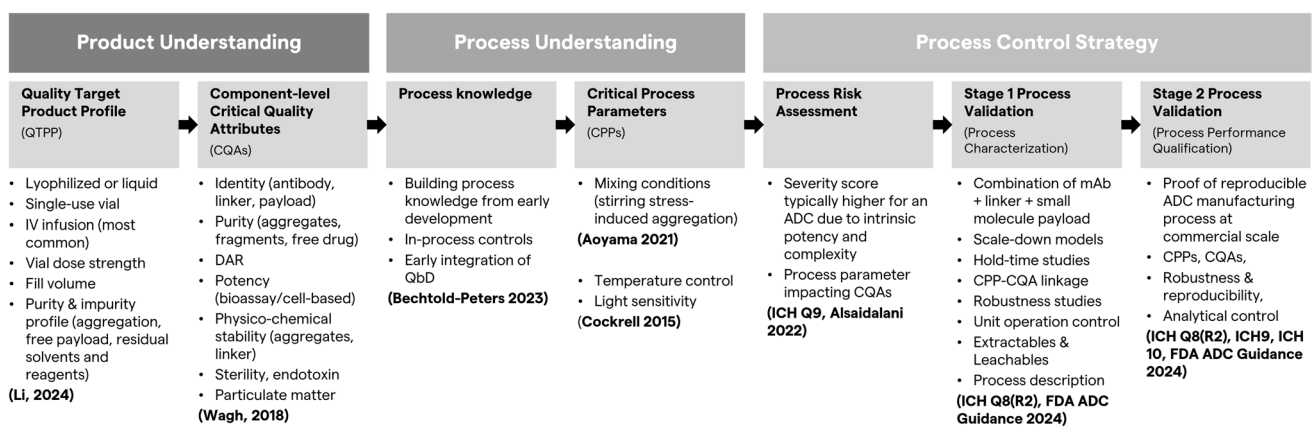 Product Understanding
Process Understanding
Process Control Strategy
Quality Target
Product Profile
(QTPP)
Component-level
Critical Quality
Attributes
(CQAs)
Process knowledge
Critical Process
Parameters
(CPPs)
Process Risk
Assessment
Stage 1 Process
Validation
(Process
Characterization)
Stage 2 Process
Validation
(Process Performance
Qualification)
• Lyophilized or liquid
• Single-use vial
• IV infusion (most
common)
• Vial dose strength
• Fill volume
• Purity & impurity
profile (aggregation,
free payload, residual
solvents and
reagents)
(Li, 2024)
• Identity (antibody,
linker, payload)
• Purity (aggregates,
fragments, free drug)
• DAR
• Potency
(bioassay/cell-based)
• Physico-chemical
stability (aggregates,
linker)
• Sterility, endotoxin
• Particulate matter
(Wagh, 2018)
• Building process
knowledge from early
development
• In-process controls
• Early integration of
QbD
(Bechtold-Peters 2023)
• Mixing conditions
(stirring stress-
induced aggregation)
(Aoyama 2021)
• Temperature control
• Light sensitivity
(Cockrell 2015)
• Severity score
typically higher for an
ADC due to intrinsic
potency and
complexity
• Process parameter
impacting CQAs
(ICH Q9, Alsaidalani
2022)
• Combination of mAb
+ linker + small
molecule payload
• Scale-down models
• Hold-time studies
• CPP-CQA linkage
• Robustness studies
• Unit operation control
• Extractables &
Leachables
• Process description
(ICH Q8(R2), FDA ADC
Guidance 2024)
• Proof of reproducible
ADC manufacturing
process at
commercial scale
• CPPs, CQAs,
• Robustness &
reproducibility,
• Analytical control
(ICH Q8(R2), ICH9, ICH
10, FDA ADC Guidance
2024)